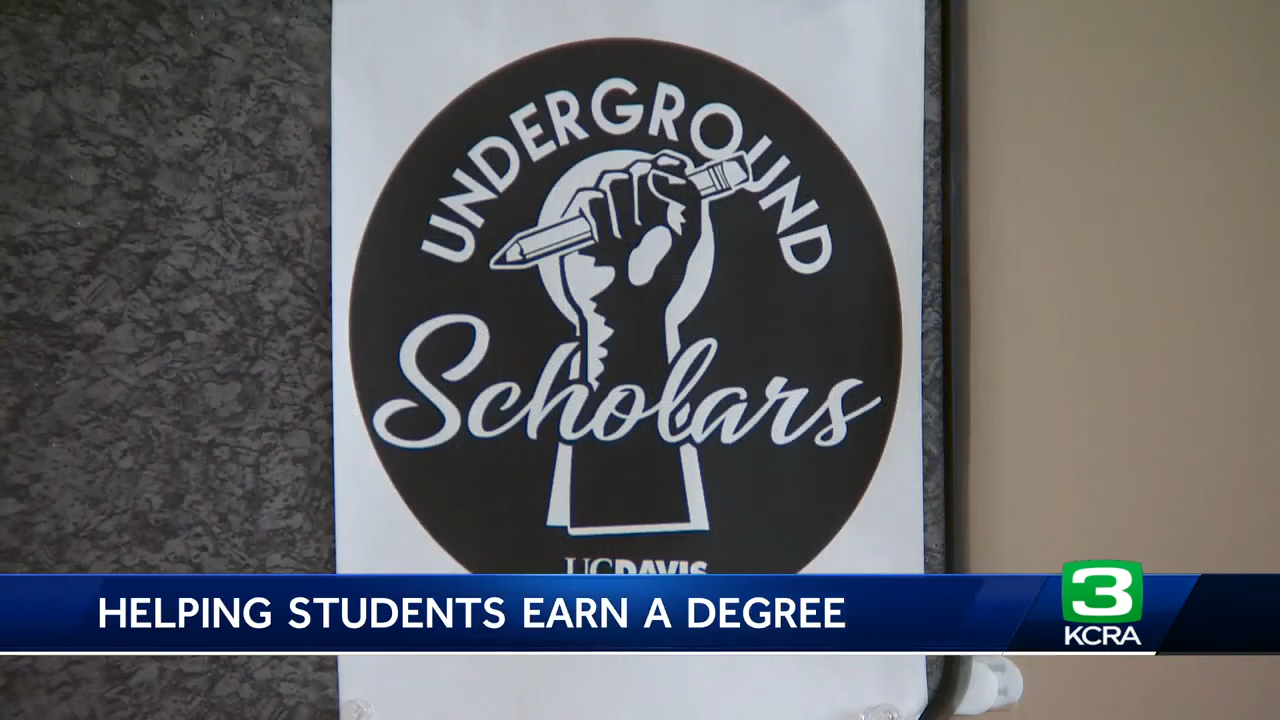 UNDERGROUND
Scholars
UCDAVIS
HELPING STUDENTS EARN A DEGREE
3
KCRA